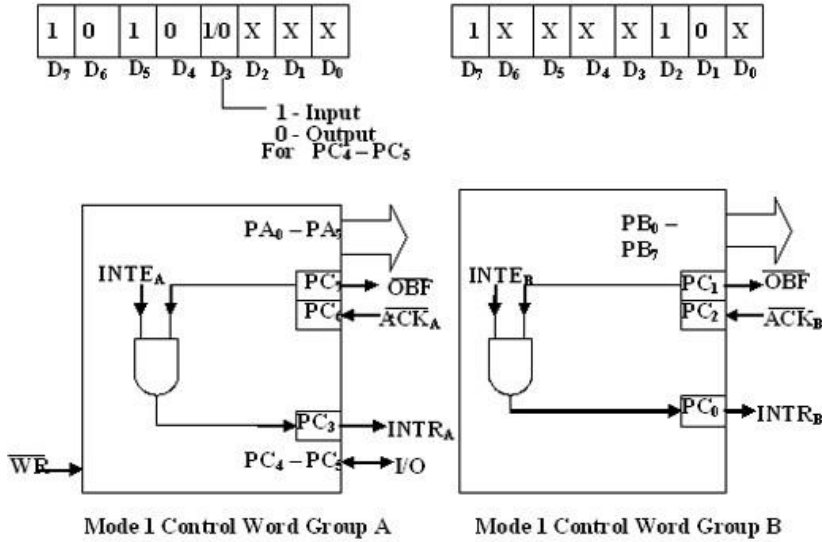 1 0 1 0 1/0 X X X
D7 D6 D5 D4 D3 D2 D1 D0
1 - Input
0 - Output
For PC4 – PC5
1 X X X X 1 0 X
D7 D6 D5 D4 D3 D2 D1 D0
PA0 – PA7
INTEA
PC7
OBF
PC6
ACKA
PC3
INTRA
WR
PC4 – PC5
I/O
Mode 1 Control Word Group A
PB0 –
PB7
INTEB
PC1
OBF
PC2
ACKB
PC0
INTRB
Mode 1 Control Word Group B